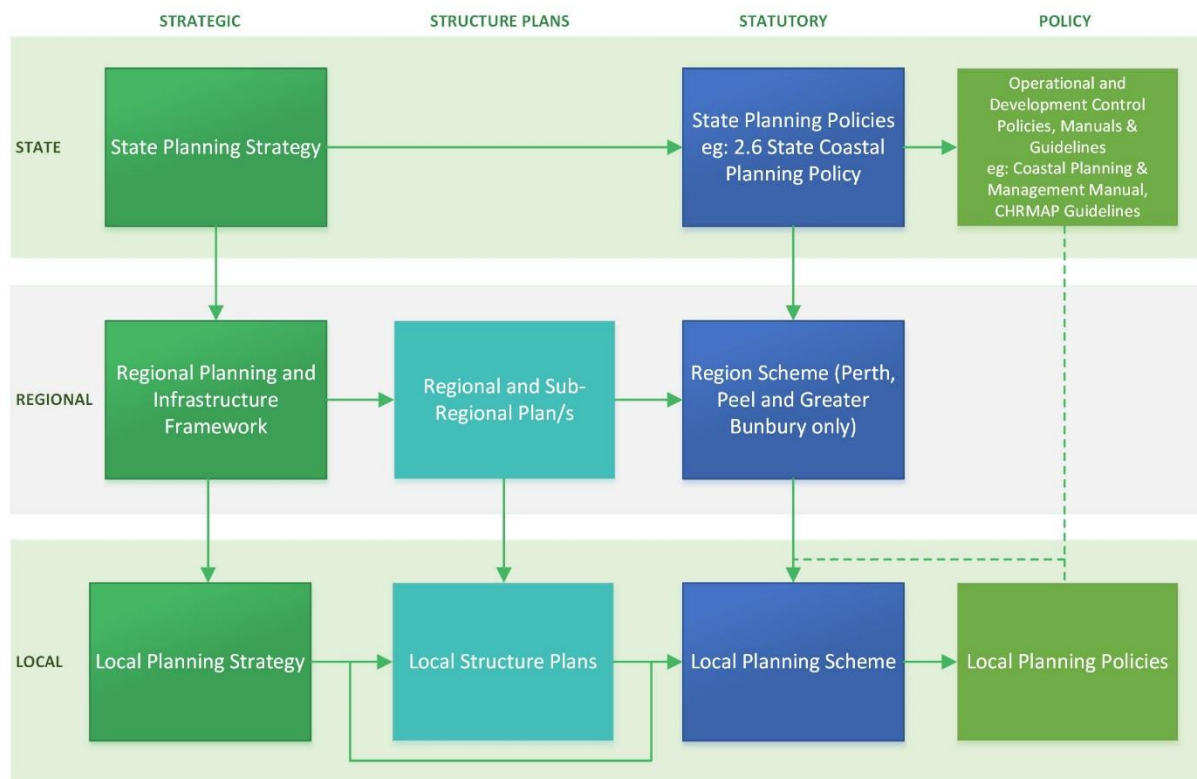 STRATEGIC
STRUCTURE PLANS
STATUTORY
POLICY
STATE
State Planning Strategy
State Planning Policies
eg: 2.6 State Coastal
Planning Policy
Operational and
Development Control
Policies, Manuals &
Guidelines
eg: Coastal Planning &
Management Manual,
CHRMAP Guidelines
REGIONAL
Regional Planning and
Infrastructure
Framework
Regional and Sub-
Regional Plan/s
Region Scheme (Perth,
Peel and Greater
Bunbury only)
LOCAL
Local Planning Strategy
Local Structure Plans
Local Planning Scheme
Local Planning Policies